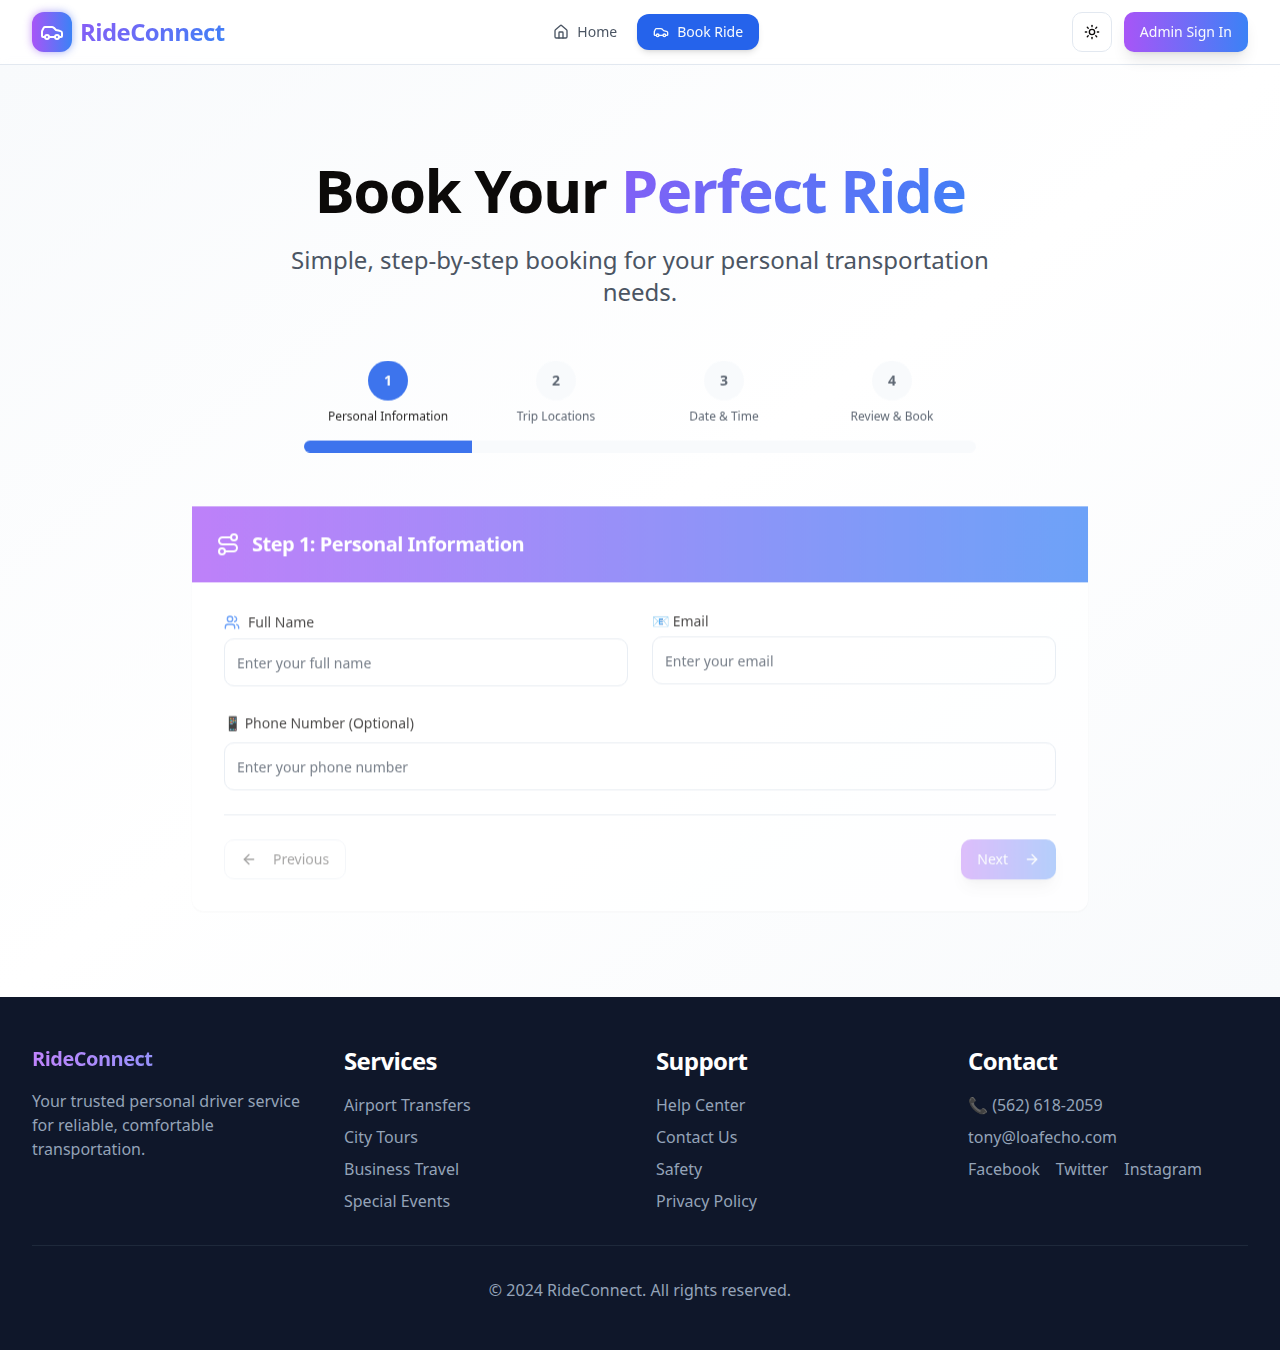 RideConnect
Home
Book Ride
Admin Sign In
Book Your Perfect Ride
Simple, step-by-step booking for your personal transportation
needs.
1
2
3
4
Personal Information
Trip Locations
Date & Time
Review & Book
Step 1: Personal Information
Full Name
📧 Email
Enter your full name
Enter your email
📱 Phone Number (Optional)
Enter your phone number
Previous
Next
RideConnect
Your trusted personal driver service
for reliable, comfortable
transportation.
Services
Airport Transfers
City Tours
Business Travel
Special Events
Support
Help Center
Contact Us
Safety
Privacy Policy
Contact
📞 (562) 618-2059
tony@loafecho.com
Facebook Twitter Instagram
© 2024 RideConnect. All rights reserved.